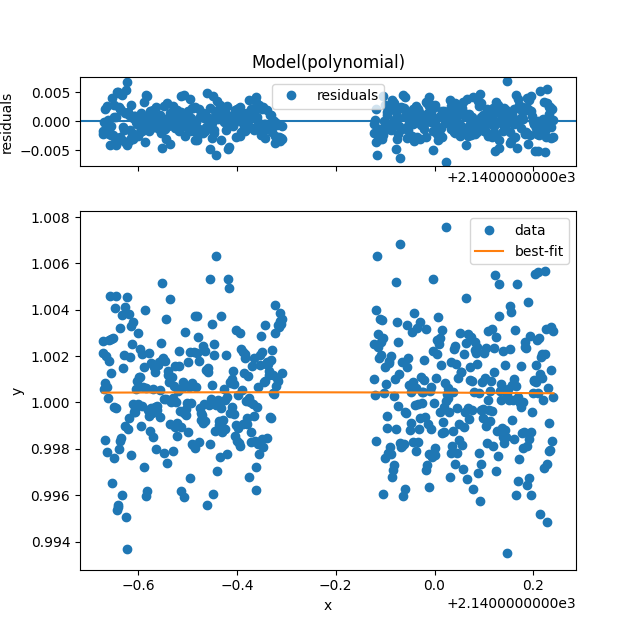 Model(polynomial)
residuals
0.005
0.000
−0.005
residuals
+2.1400000000e3
y
1.008
1.006
1.004
1.002
1.000
0.998
0.996
0.994
data
best-fit
−0.6
−0.4
−0.2
0.0
0.2
x
+2.1400000000e3